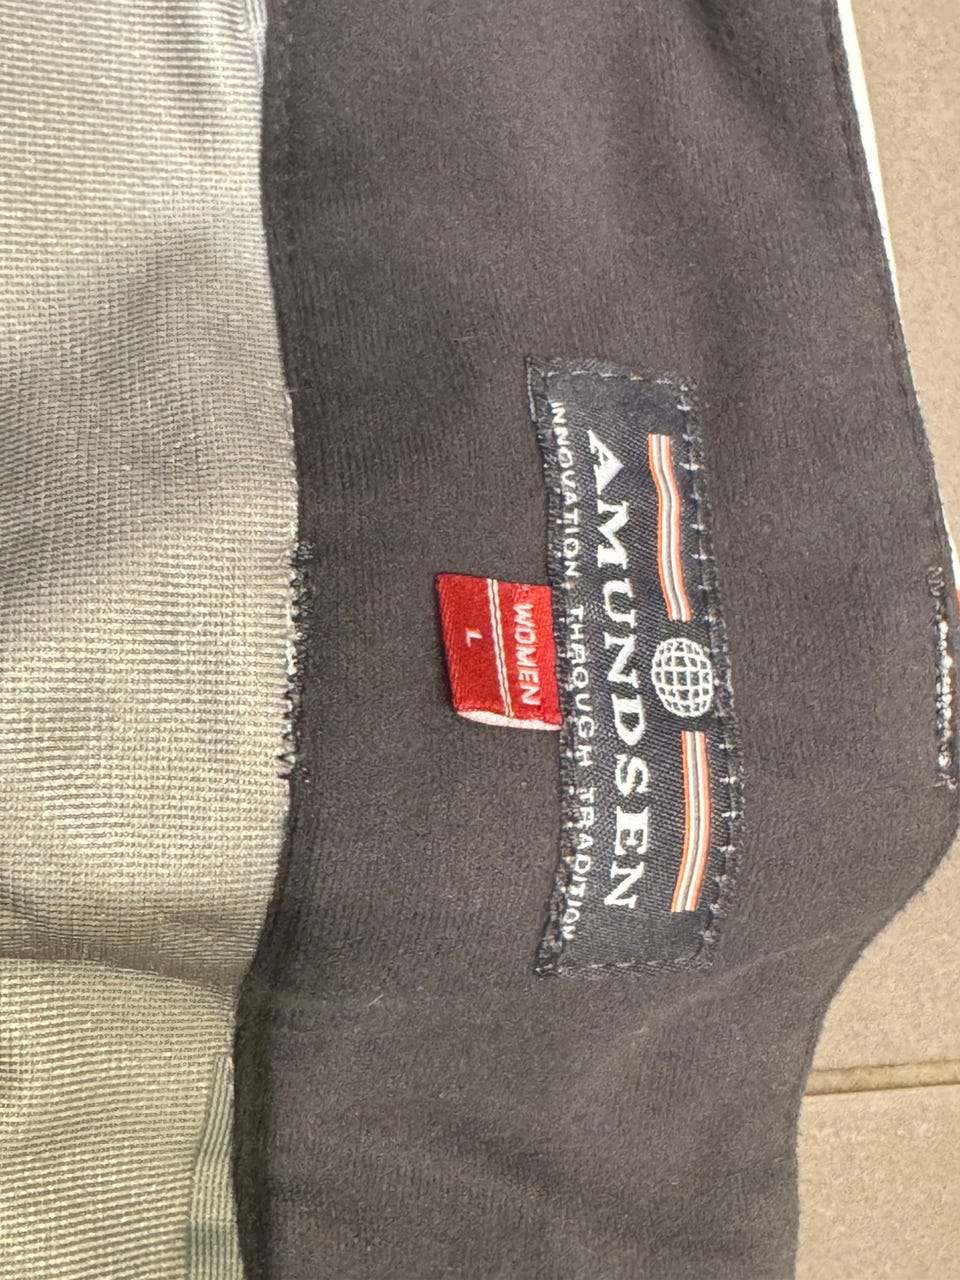 AMUNDSEN
INNOVATION THROUGH TRADITION
WOMEN
L